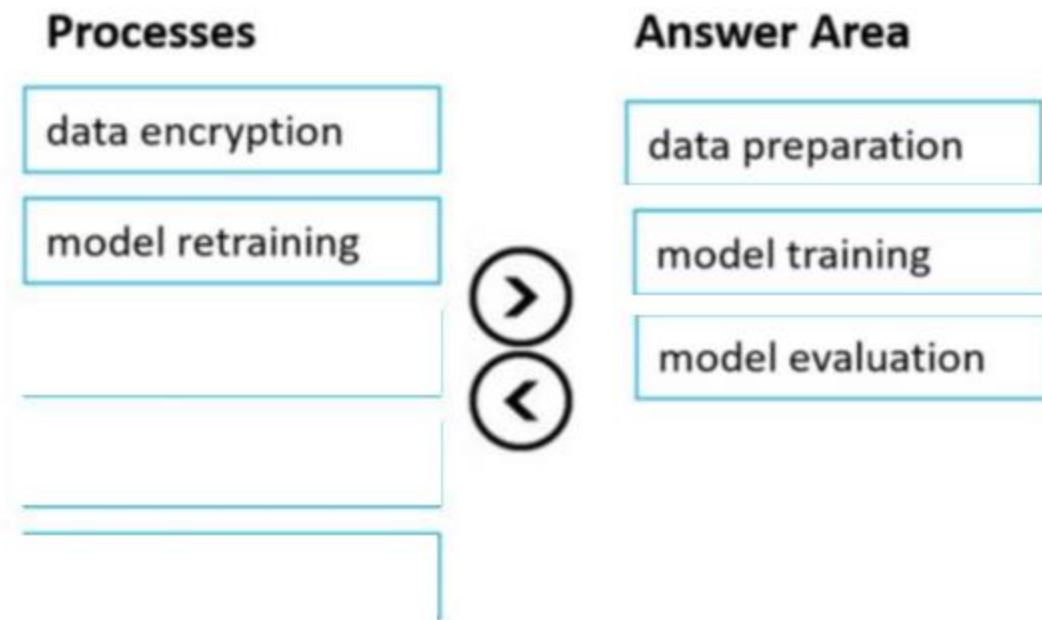 Processes
data encryption
model retraining
Answer Area
data preparation
model training
model evaluation